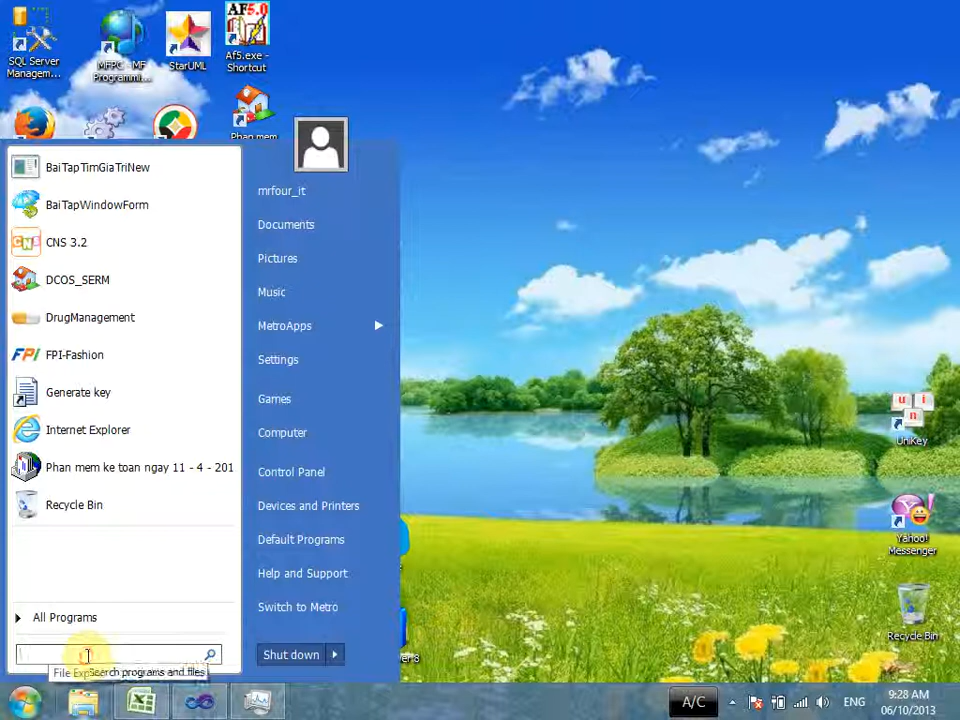 SQL Server
Managem...
MFPC - MF
Programmi...
StarUML
AF5.0
Af5.exe -
Shortcut
Phan mem
BaiTapTimGiaTriNew
BaiTapWindowForm
CNS 3.2
DCOS_SERM
DrugManagement
FPI FPI-Fashion
Generate key
Internet Explorer
Phan mem ke toan ngay 11 - 4 - 201
Recycle Bin
All Programs
File Exp
Search programs and files
mrfour_it
Documents
Pictures
Music
MetroApps
Settings
Games
Computer
Control Panel
Devices and Printers
Default Programs
Help and Support
Switch to Metro
Shut down
u i
n
UniKey
Yahoo!
Messenger
Recycle Bin
A/C
ENG
9:28 AM
06/10/2013